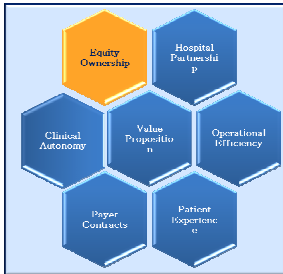 Equity
Ownership
Hospital
Partnershi
p
Clinical
Autonomy
Value
Propositio
n
Operational
Efficiency
Payer
Contracts
Patient
Experienc
e